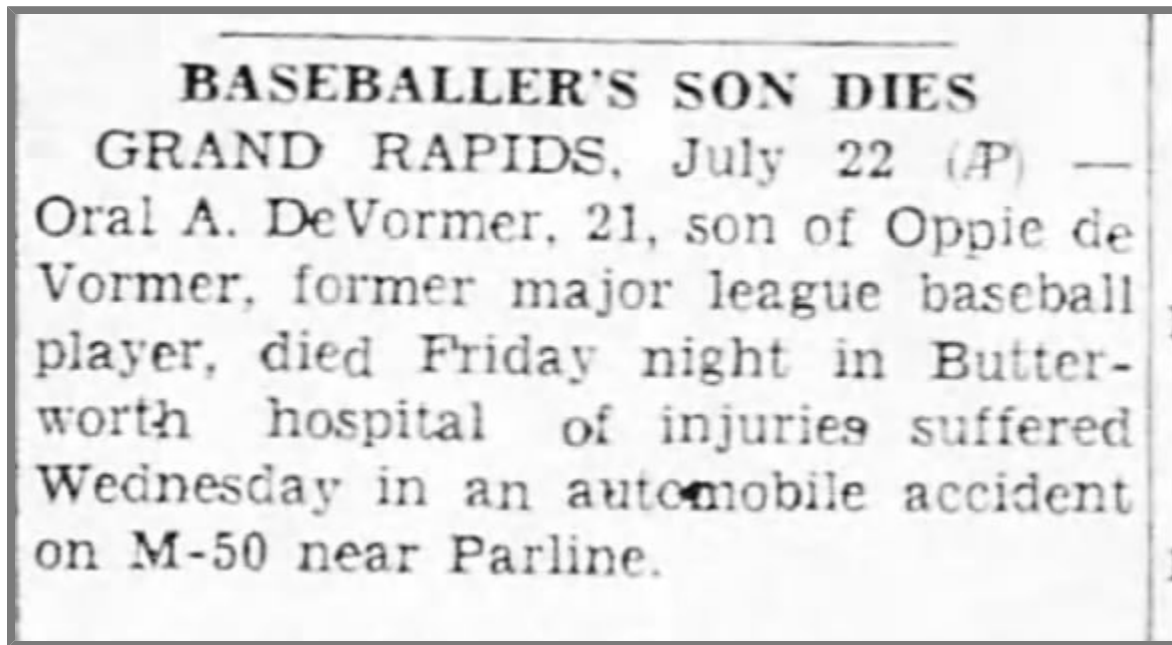 BASEBALLER'S SON DIES
GRAND RAPIDS, July 22 (AP) —
Oral A. DeVormer, 21, son of Oppie de
Vormer, former major league baseball
player, died Friday night in Butter-
worth hospital of injuries suffered
Wednesday in an automobile accident
on M-50 near Parline.